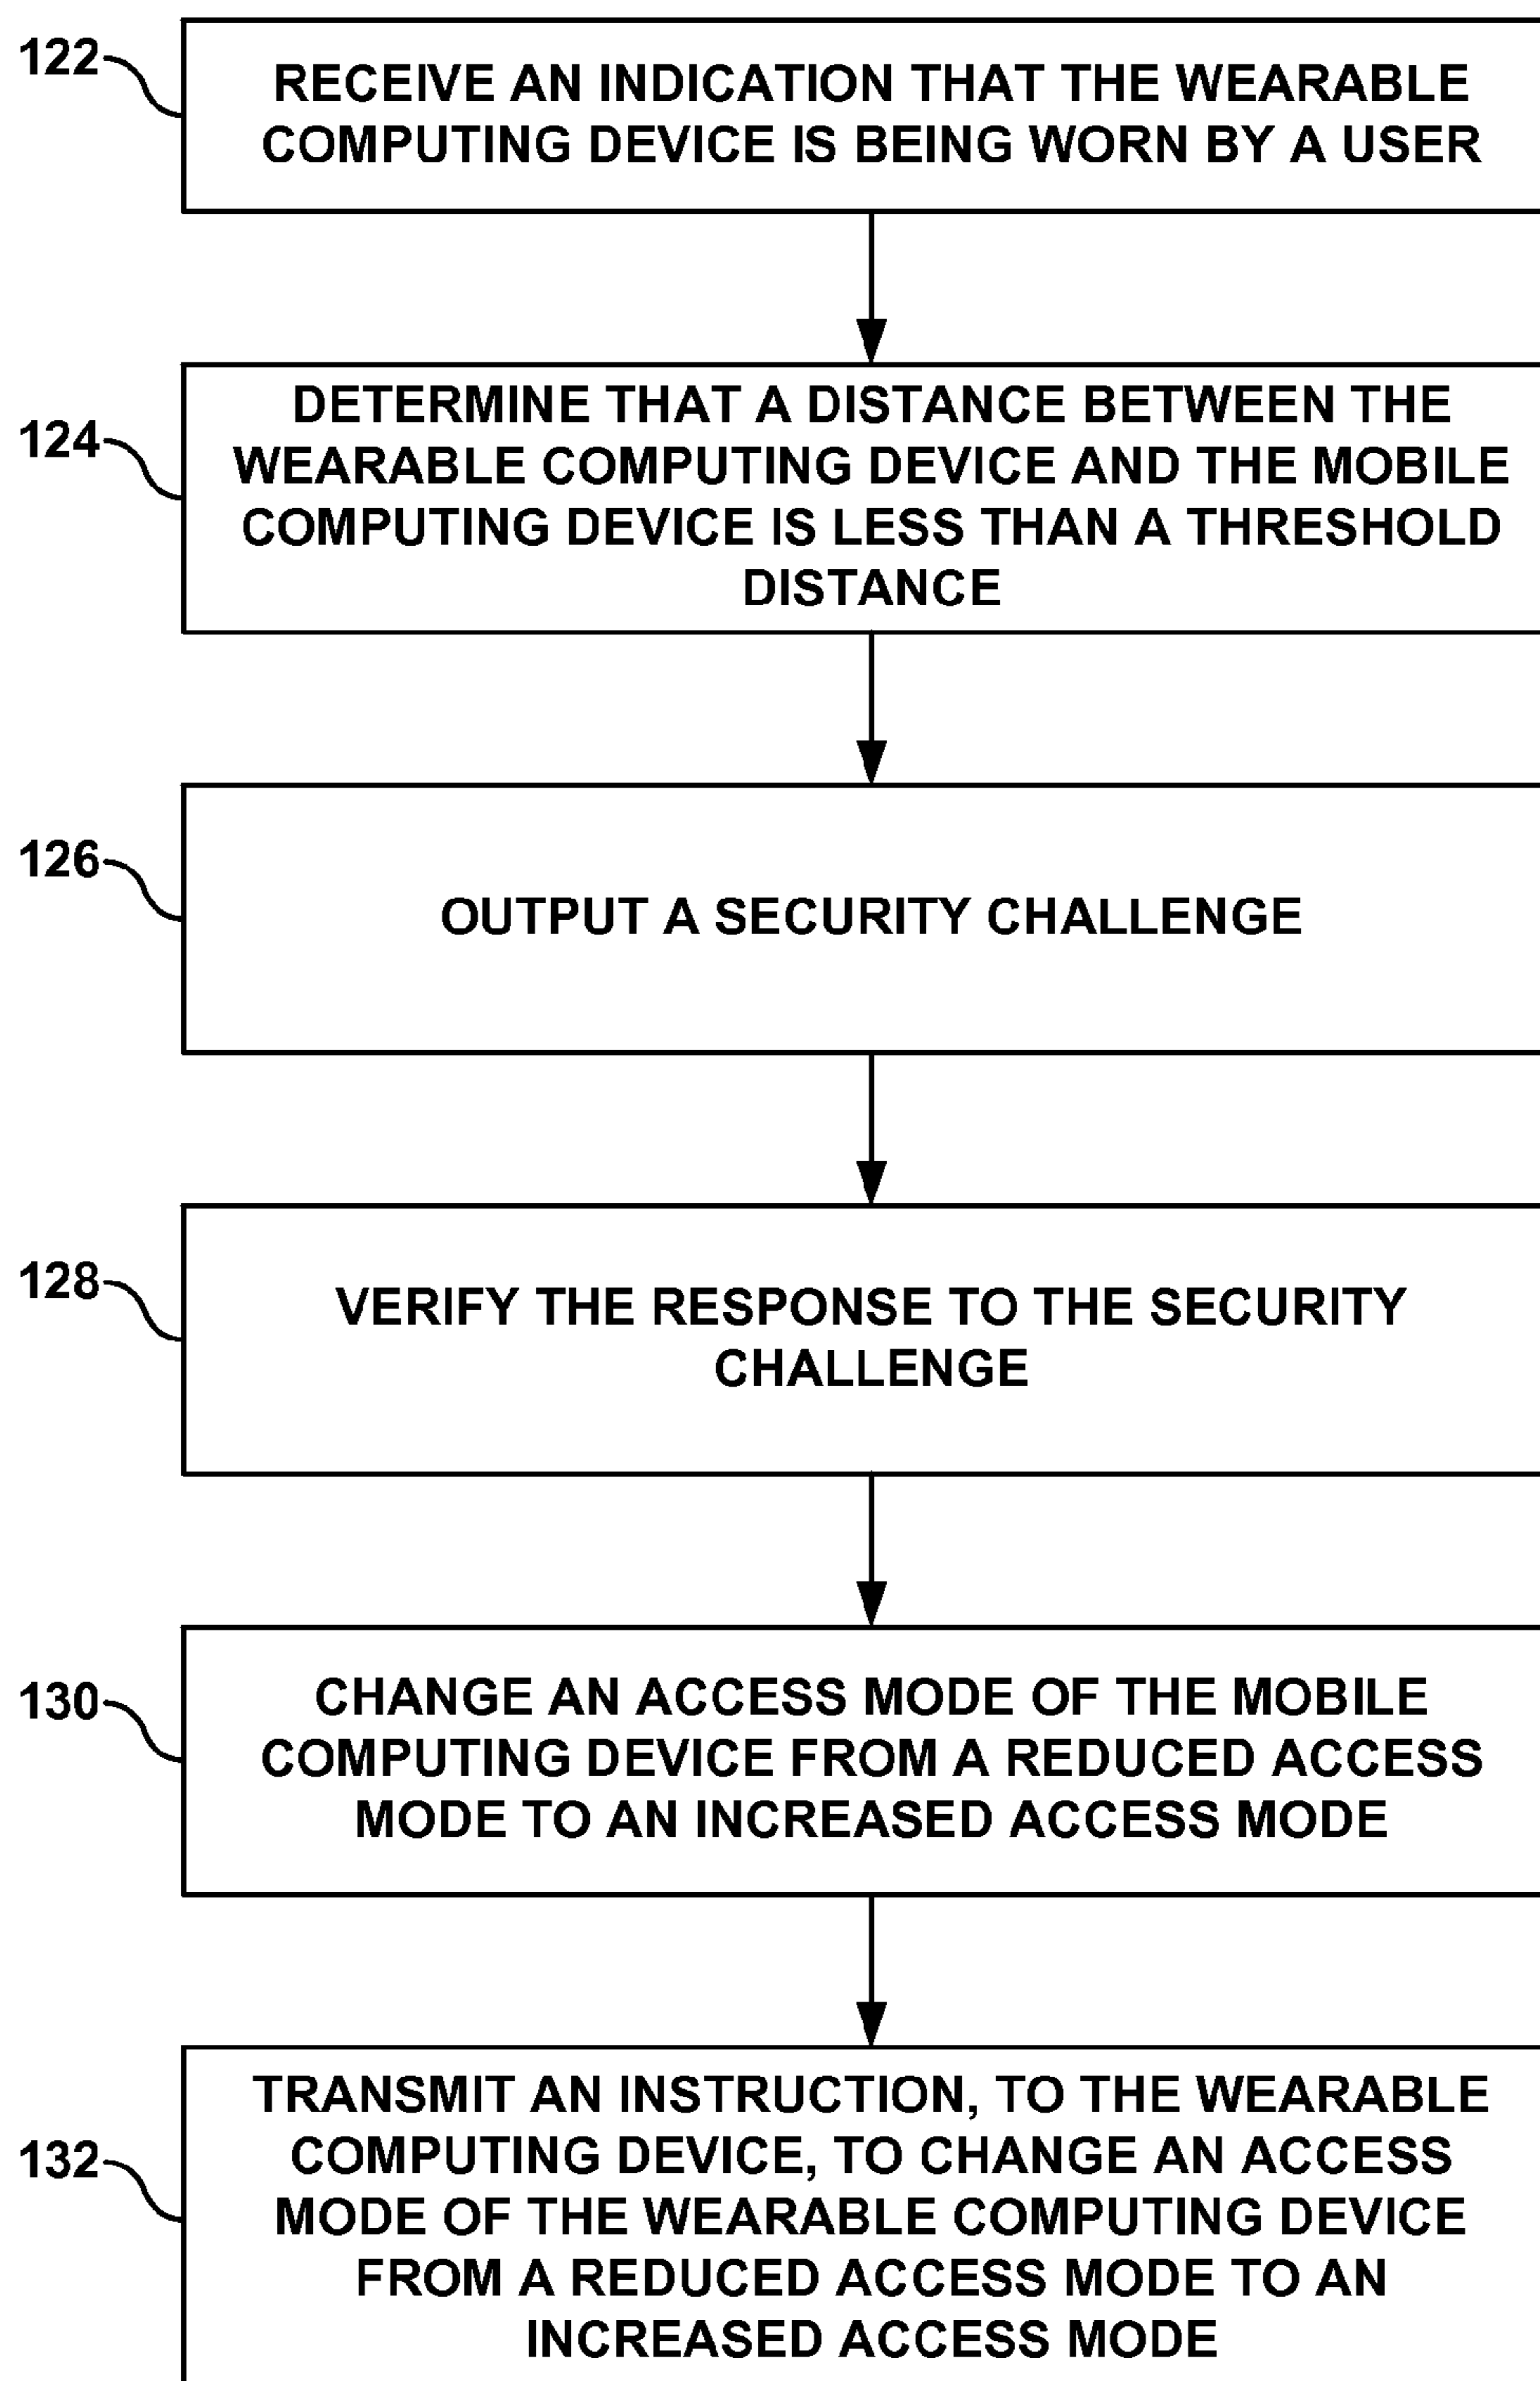 122
RECEIVE AN INDICATION THAT THE WEARABLE
COMPUTING DEVICE IS BEING WORN BY A USER
124
DETERMINE THAT A DISTANCE BETWEEN THE
WEARABLE COMPUTING DEVICE AND THE MOBILE
COMPUTING DEVICE IS LESS THAN A THRESHOLD
DISTANCE
126
OUTPUT A SECURITY CHALLENGE
128
VERIFY THE RESPONSE TO THE SECURITY
CHALLENGE
130
CHANGE AN ACCESS MODE OF THE MOBILE
COMPUTING DEVICE FROM A REDUCED ACCESS
MODE TO AN INCREASED ACCESS MODE
132
TRANSMIT AN INSTRUCTION, TO THE WEARABLE
COMPUTING DEVICE, TO CHANGE AN ACCESS
MODE OF THE WEARABLE COMPUTING DEVICE
FROM A REDUCED ACCESS MODE TO AN
INCREASED ACCESS MODE